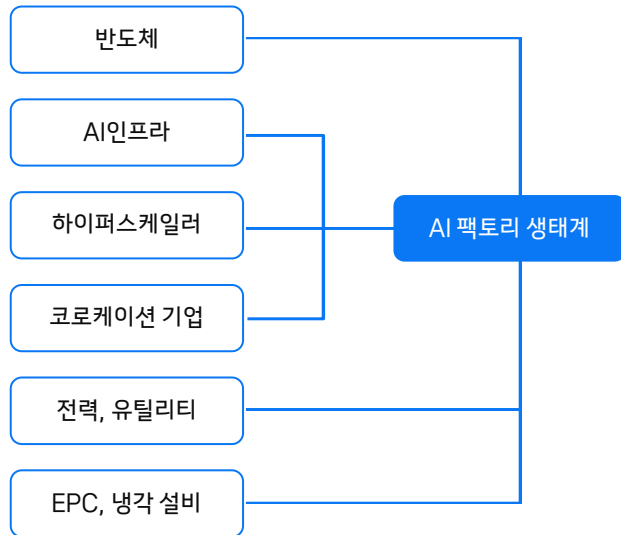 반도체
AI인프라
하이퍼스케일러
AI 팩토리 생태계
코로케이션 기업
전력, 유틸리티
EPC, 냉각 설비